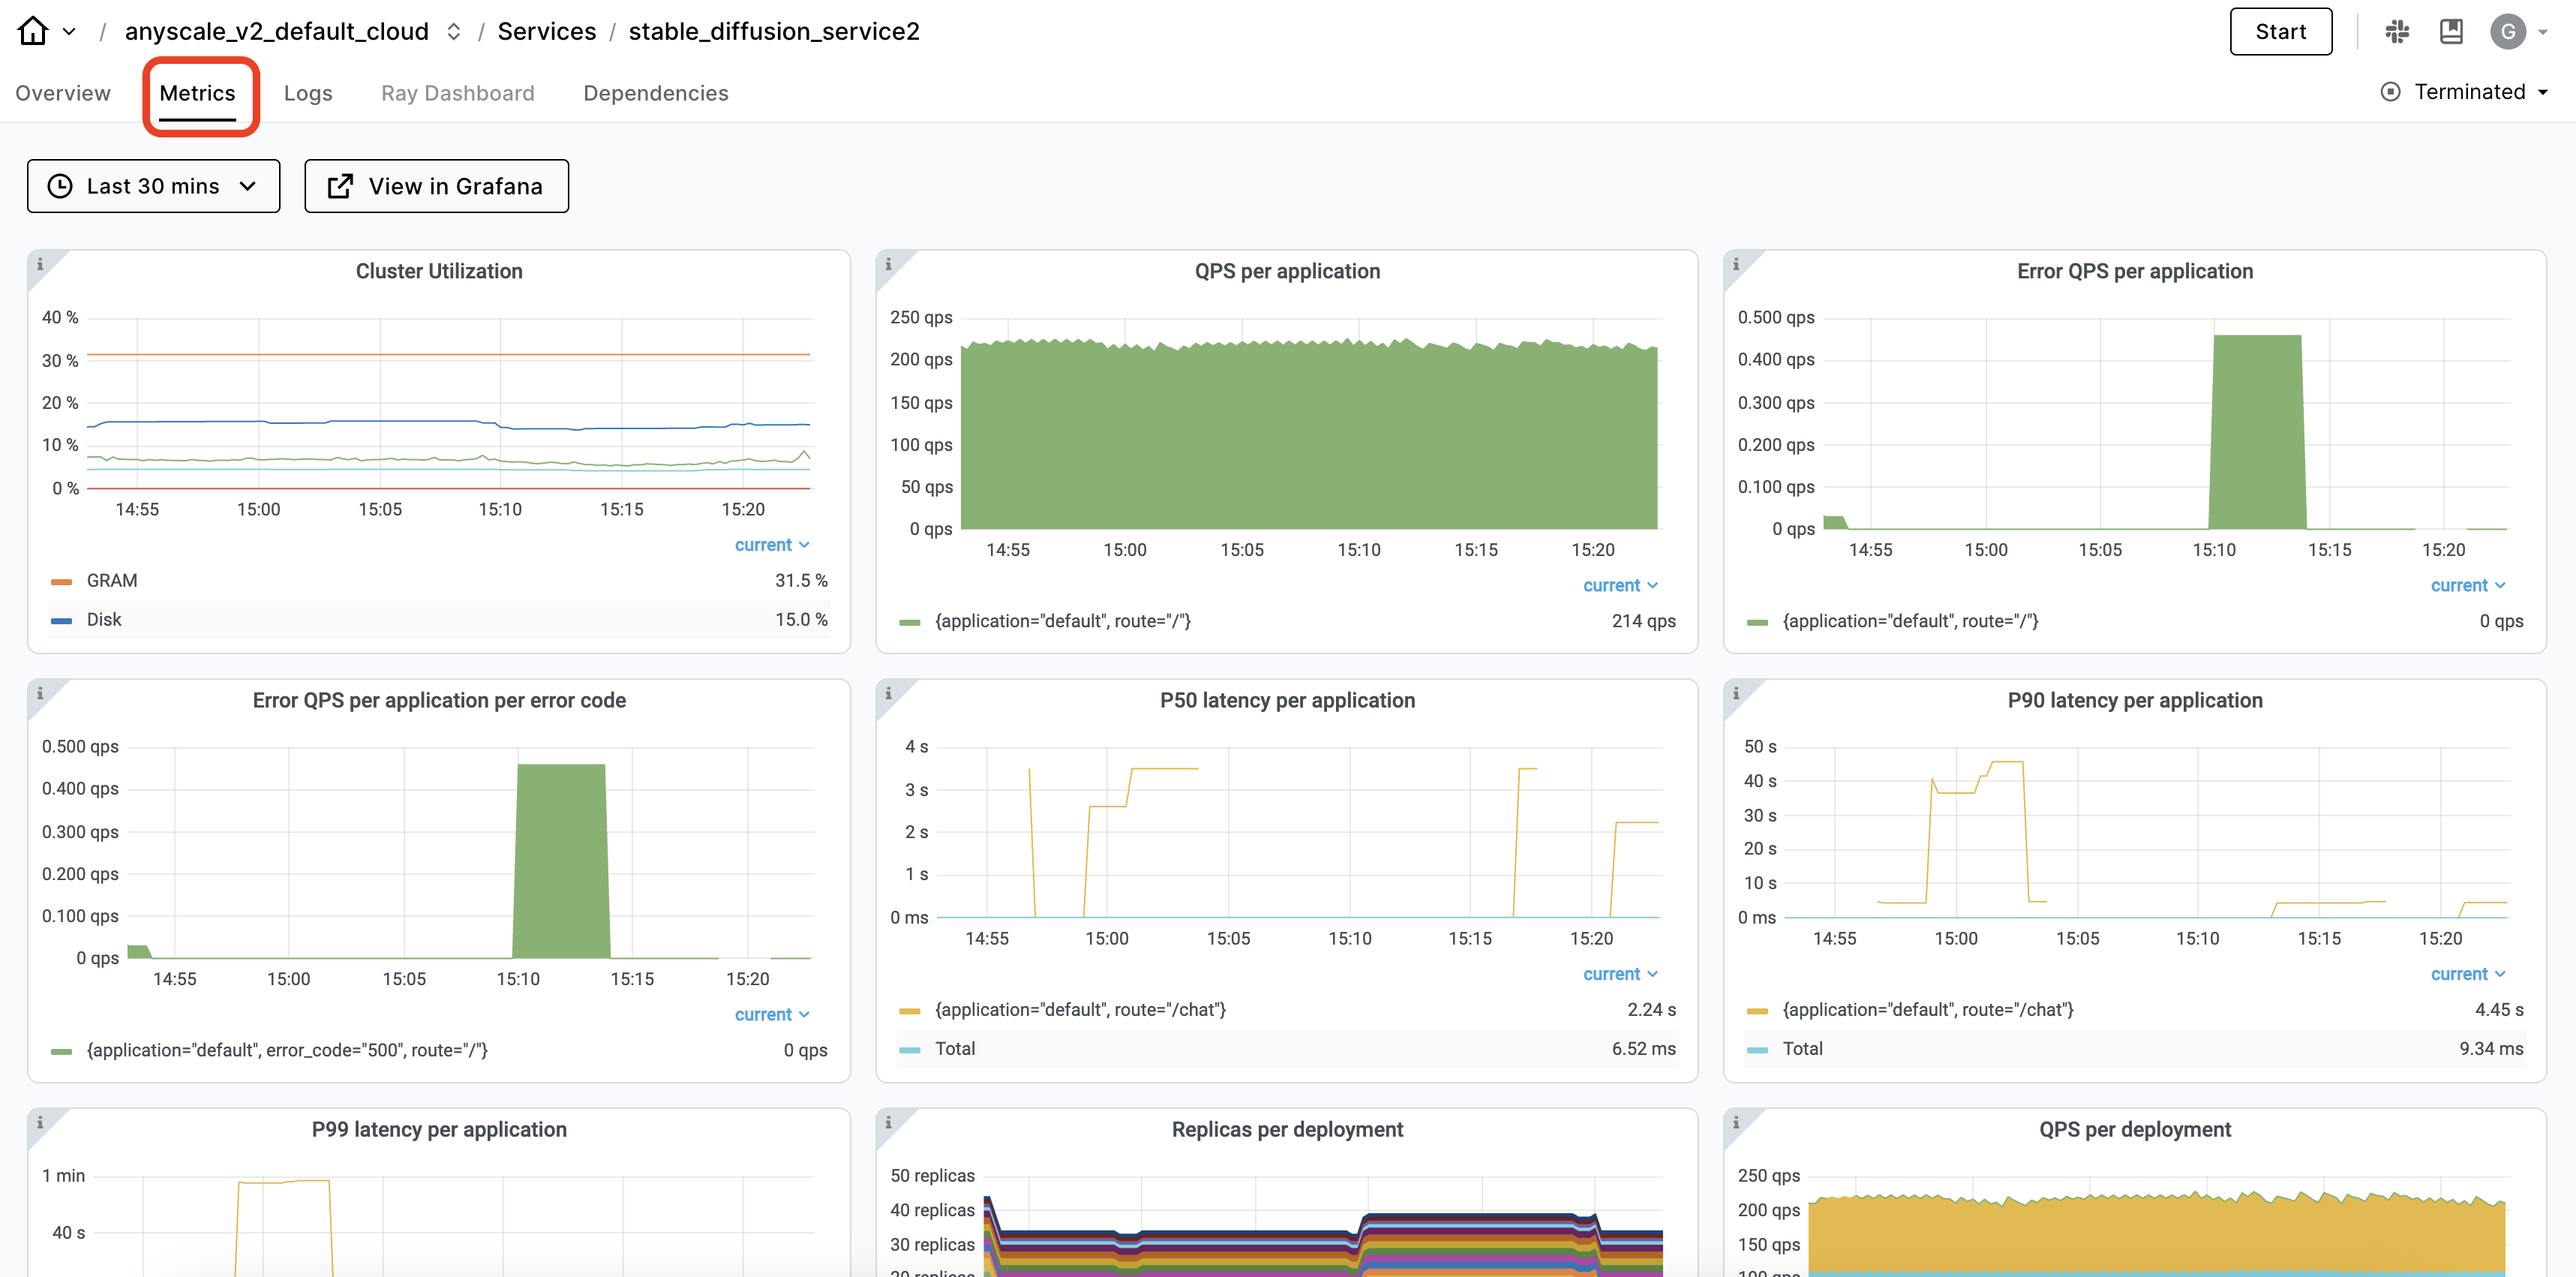 / anyscale_v2_default_cloud / Services / stable_diffusion_service2
Start
G
Overview Metrics Logs Ray Dashboard Dependencies
Terminated
Last 30 mins
View in Grafana
Cluster Utilization
40 %
30 %
20 %
10 %
0 %
14:55 15:00 15:05 15:10 15:15 15:20
current
GRAM 31.5 %
Disk 15.0 %
QPS per application
250 qps
200 qps
150 qps
100 qps
50 qps
0 qps
14:55 15:00 15:05 15:10 15:15 15:20
current
{application="default", route="/"} 214 qps
Error QPS per application
0.500 qps
0.400 qps
0.300 qps
0.200 qps
0.100 qps
0 qps
14:55 15:00 15:05 15:10 15:15 15:20
current
{application="default", route="/"} 0 qps
Error QPS per application per error code
0.500 qps
0.400 qps
0.300 qps
0.200 qps
0.100 qps
0 qps
14:55 15:00 15:05 15:10 15:15 15:20
current
{application="default", error_code="500", route="/"} 0 qps
P50 latency per application
4 s
3 s
2 s
1 s
0 ms
14:55 15:00 15:05 15:10 15:15 15:20
current
{application="default", route="/chat"} 2.24 s
Total 6.52 ms
P90 latency per application
50 s
40 s
30 s
20 s
10 s
0 ms
14:55 15:00 15:05 15:10 15:15 15:20
current
{application="default", route="/chat"} 4.45 s
Total 9.34 ms
P99 latency per application
1 min
40 s
Replicas per deployment
50 replicas
40 replicas
30 replicas
20 replicas
QPS per deployment
250 qps
200 qps
150 qps
100 qps